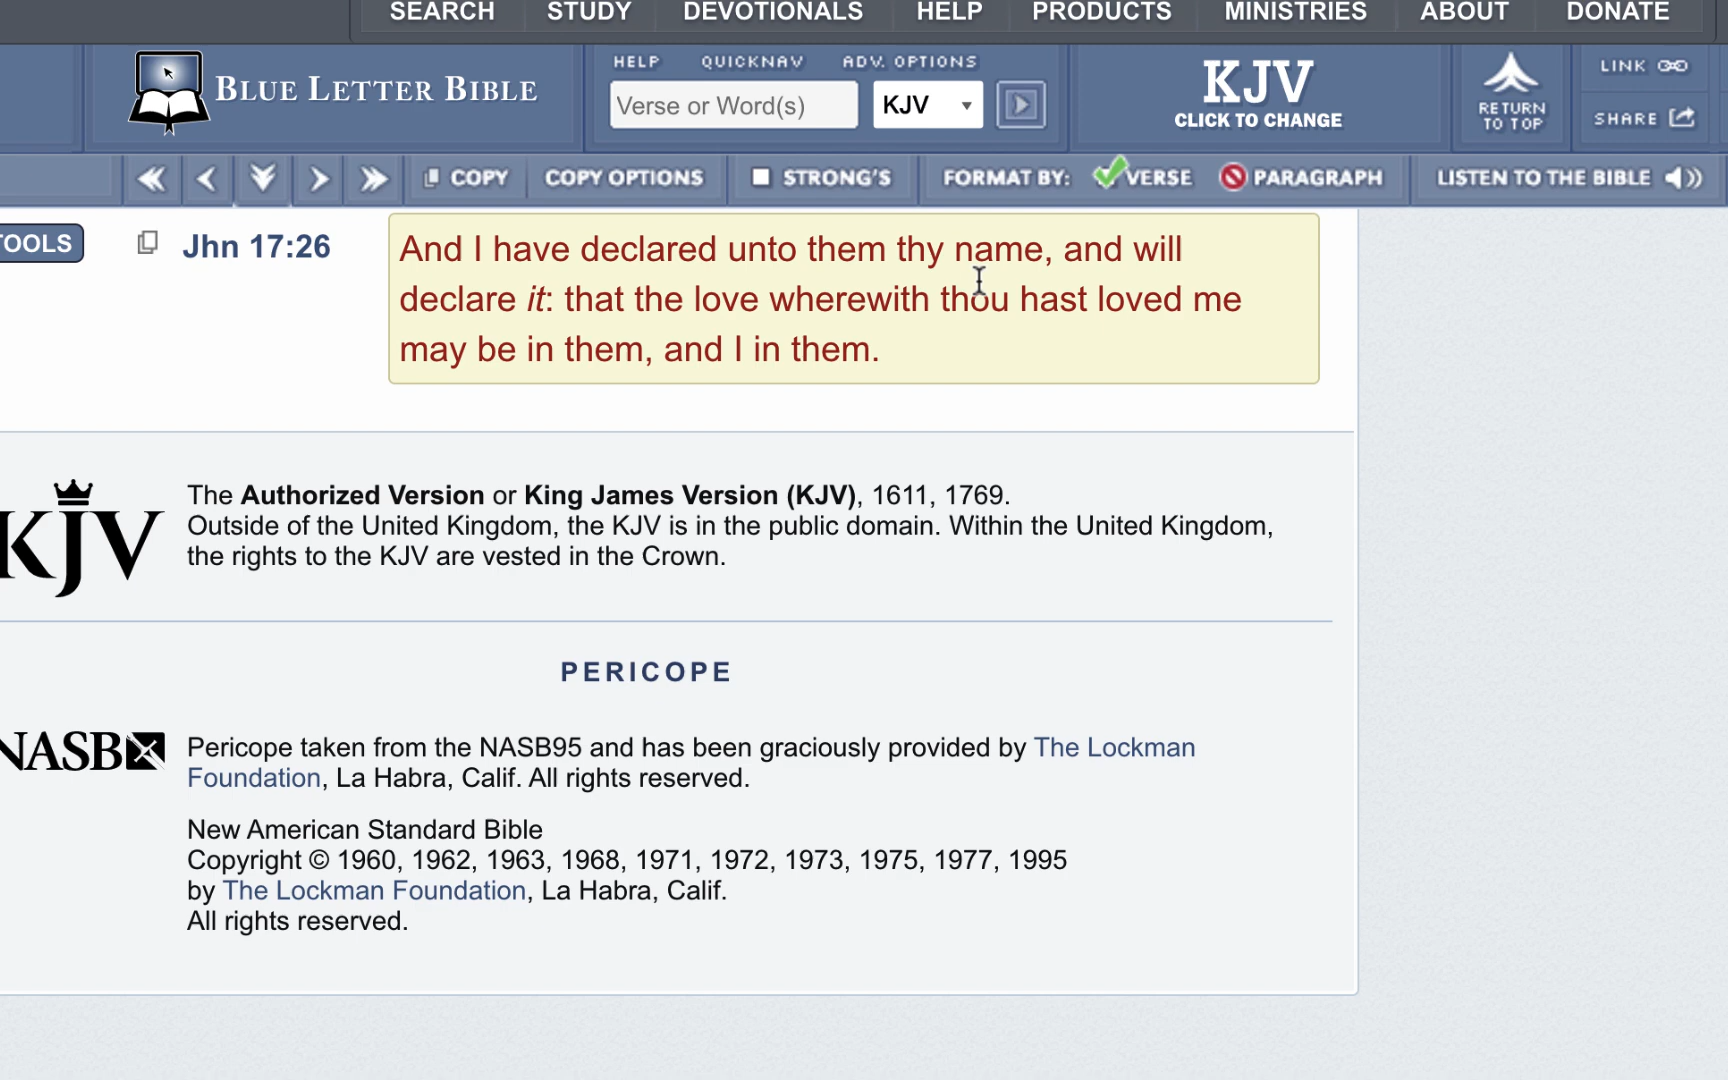 SEARCH STUDY DEVOTIONALS HELP PRODUCTS MINISTRIES ABOUT DONATE
BLUE LETTER BIBLE
HELP QUICKNAV ADV. OPTIONS
Verse or Word(s) KJV
KJV
CLICK TO CHANGE
RETURN
TO TOP
LINK
SHARE
COPY COPY OPTIONS STRONG'S FORMAT BY: VERSE PARAGRAPH LISTEN TO THE BIBLE
TOOLS Jhn 17:26 And I have declared unto them thy name, and will
declare it: that the love wherewith thou hast loved me
may be in them, and I in them.
KJV
The Authorized Version or King James Version (KJV), 1611, 1769.
Outside of the United Kingdom, the KJV is in the public domain. Within the United Kingdom,
the rights to the KJV are vested in the Crown.
PERICOPE
NASB
Pericope taken from the NASB95 and has been graciously provided by The Lockman
Foundation, La Habra, Calif. All rights reserved.
New American Standard Bible
Copyright © 1960, 1962, 1963, 1968, 1971, 1972, 1973, 1975, 1977, 1995
by The Lockman Foundation, La Habra, Calif.
All rights reserved.